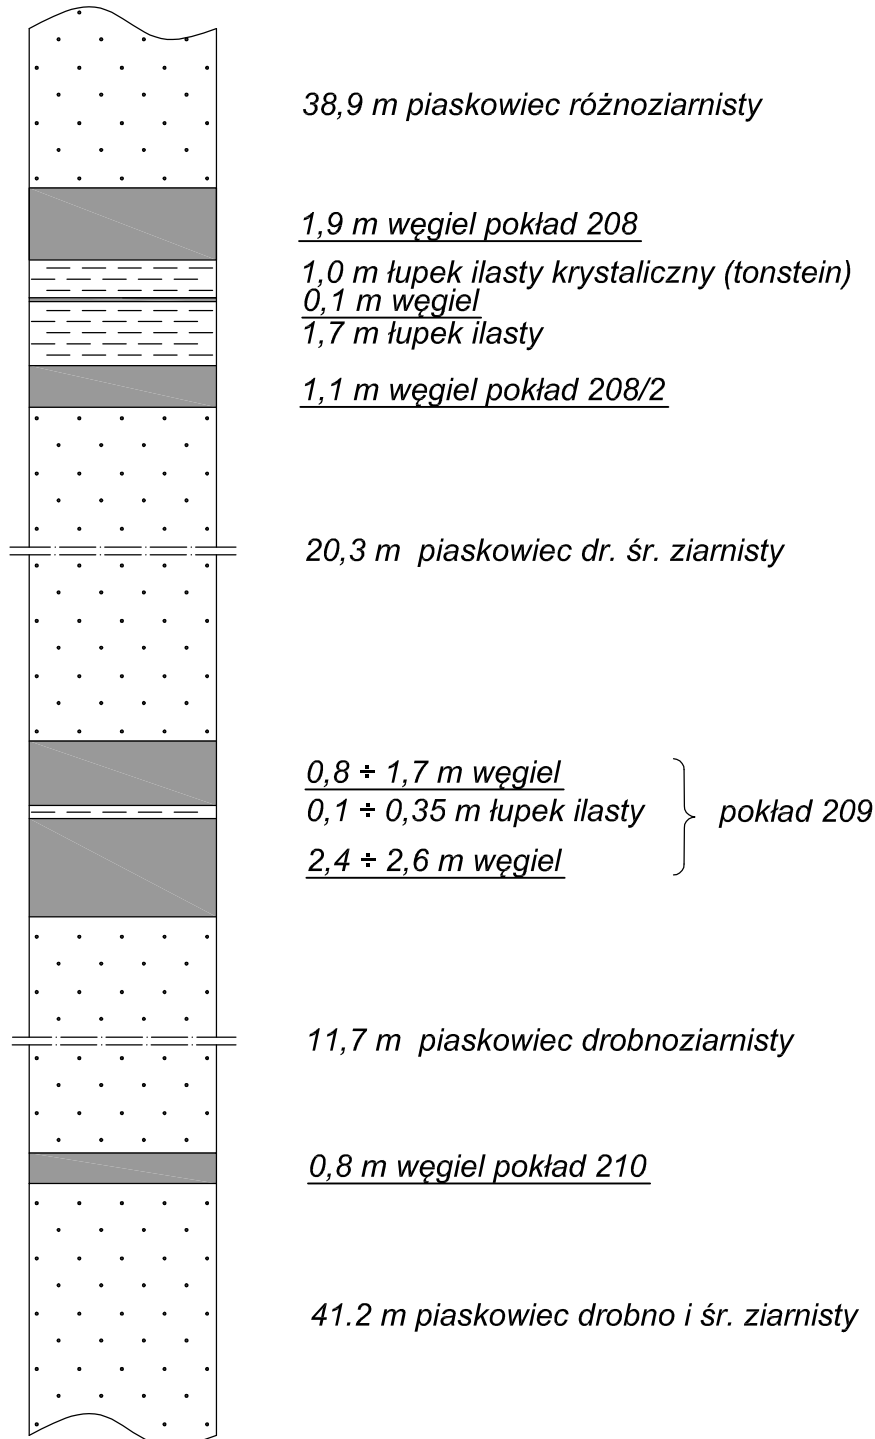 38,9 m piaskowiec różnoziarnisty
1,9 m węgiel pokład 208
1,0 m łupek ilasty krystaliczny (tonstein)
0,1 m węgiel
1,7 m łupek ilasty
1,1 m węgiel pokład 208/2
20,3 m piaskowiec dr. śr. ziarnisty
0,8 ÷ 1,7 m węgiel
0,1 ÷ 0,35 m łupek ilasty pokład 209
2,4 ÷ 2,6 m węgiel
11,7 m piaskowiec drobnoziarnisty
0,8 m węgiel pokład 210
41.2 m piaskowiec drobno i śr. ziarnisty